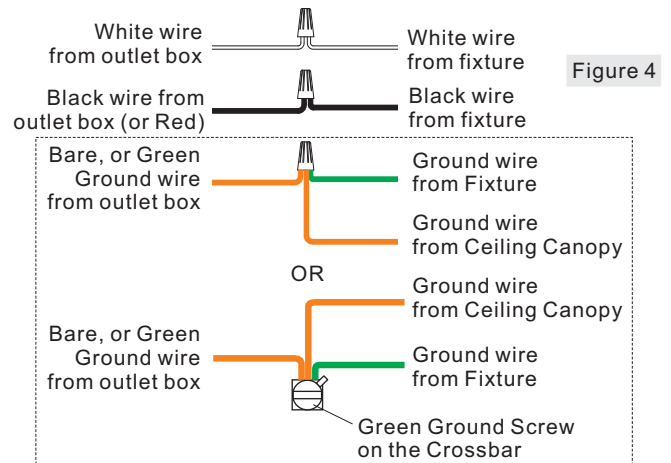 White wire
from outlet box
White wire
from fixture
Figure 4
Black wire from
outlet box (or Red)
Black wire
from fixture
Bare, or Green
Ground wire
from outlet box
Ground wire
from Fixture
Ground wire
from Ceiling Canopy
OR
Ground wire
from Ceiling Canopy
Bare, or Green
Ground wire
from outlet box
Ground wire
from Fixture
Green Ground Screw
on the Crossbar